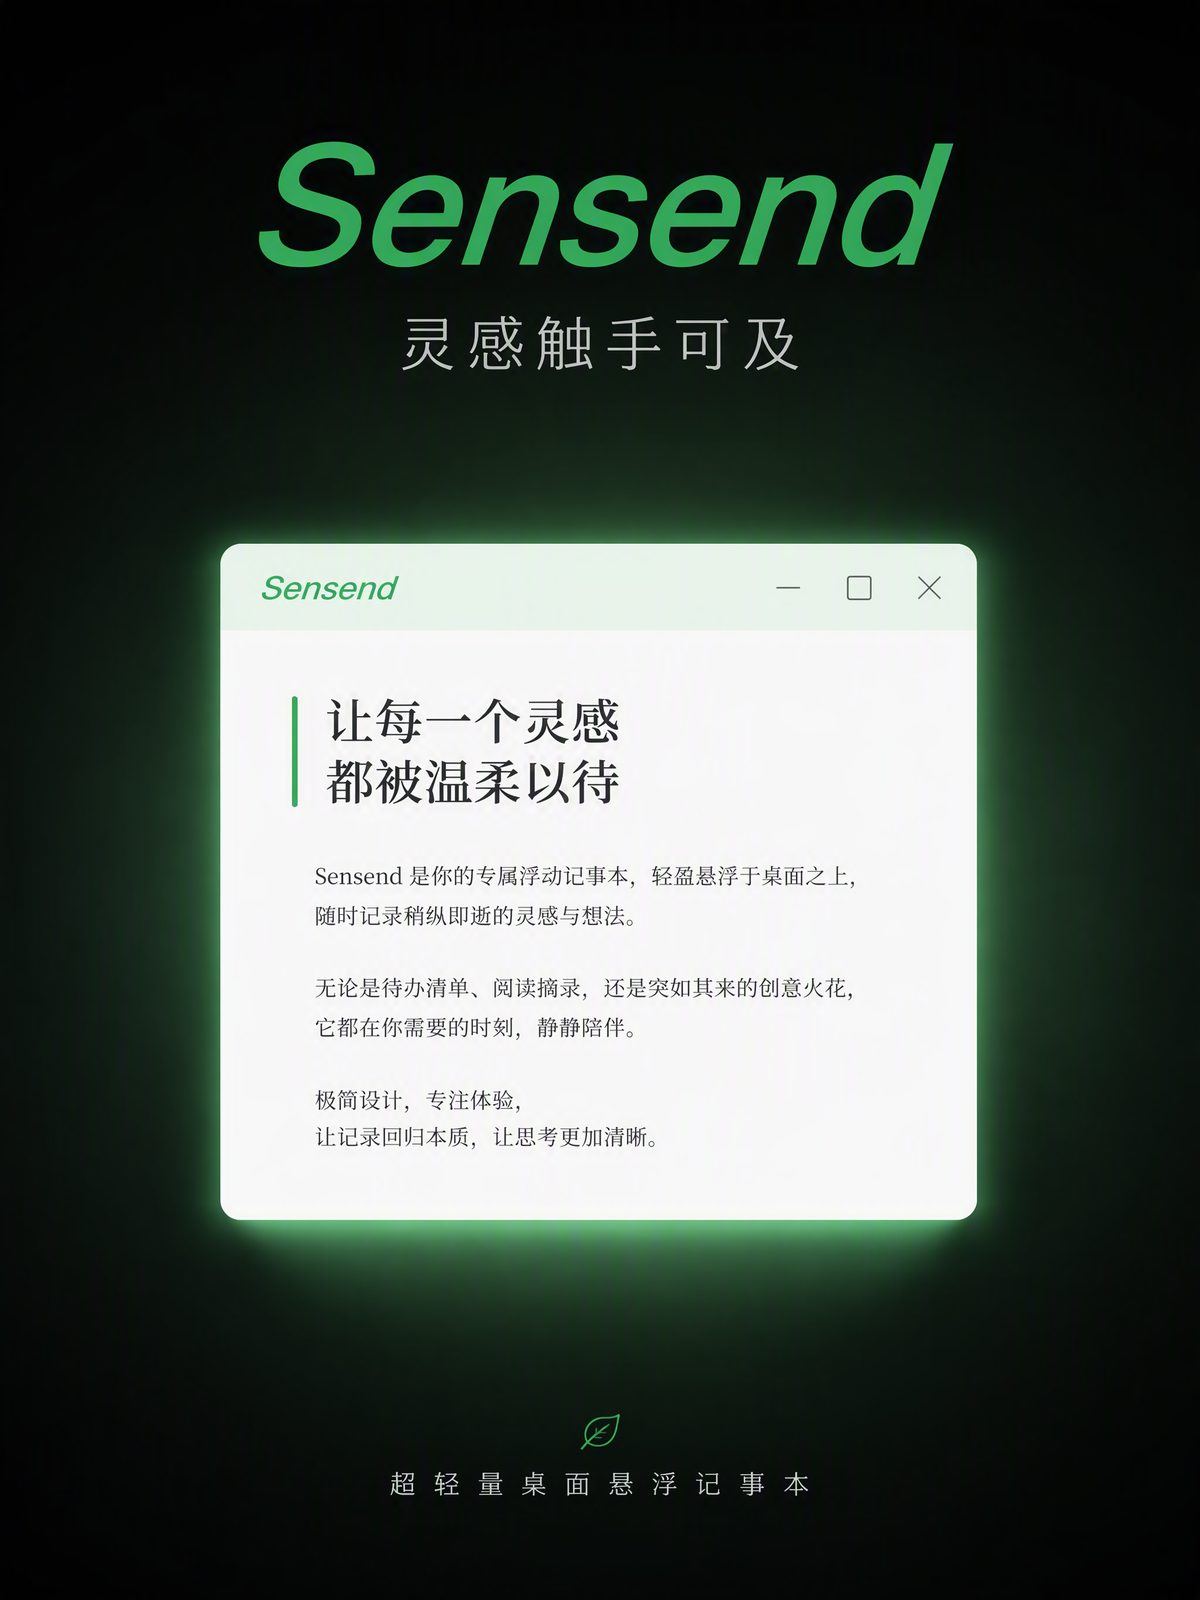 Sensend
灵感触手可及
Sensend
让每一个灵感
都被温柔以待
Sensend 是你的专属浮动记事本，轻盈悬浮于桌面之上，
随时记录稍纵即逝的灵感与想法。
无论是待办清单、阅读摘录，还是突如其来的创意火花，
它都在你需要的时刻，静静陪伴。
极简设计，专注体验，
让记录回归本质，让思考更加清晰。
超轻量桌面悬浮记事本